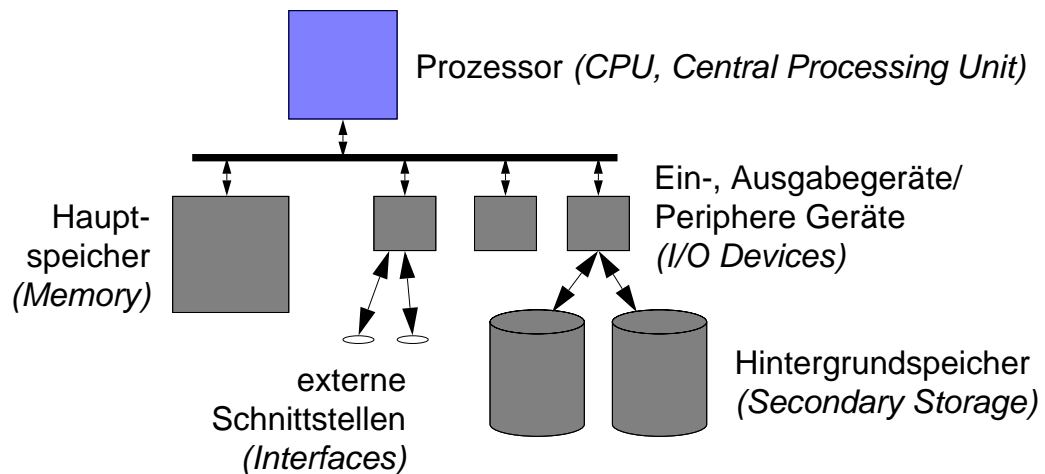 Prozessor (CPU, Central Processing Unit)
Ein-, Ausgabegeräte/
Periphere Geräte
(I/O Devices)
Haupt-
speicher
(Memory)
externe
Schnittstellen
(Interfaces)
Hintergrundspeicher
(Secondary Storage)